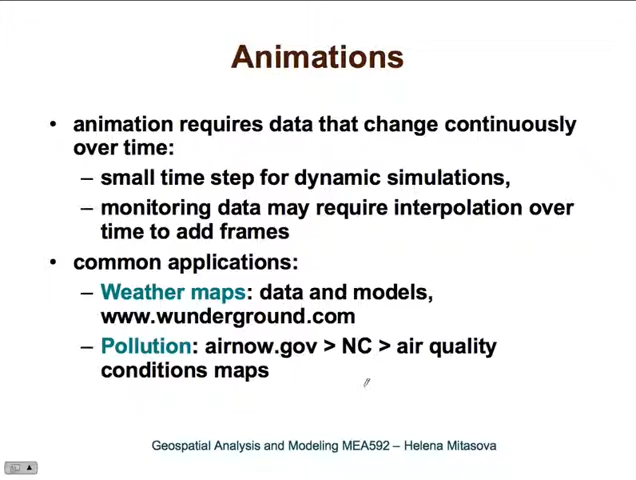 Animations
• animation requires data that change continuously
over time:
– small time step for dynamic simulations,
– monitoring data may require interpolation over
time to add frames
• common applications:
– Weather maps: data and models,
www.wunderground.com
– Pollution: airnow.gov > NC > air quality
conditions maps
Geospatial Analysis and Modeling MEA592 – Helena Mitasova